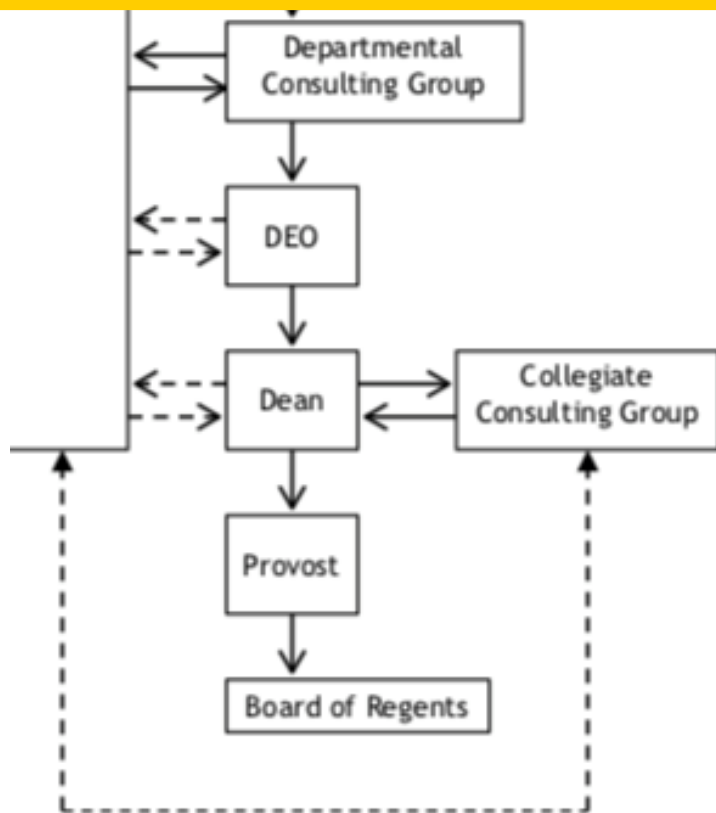 Departmental
Consulting Group
DEO
Dean
Collegiate
Consulting Group
Provost
Board of Regents